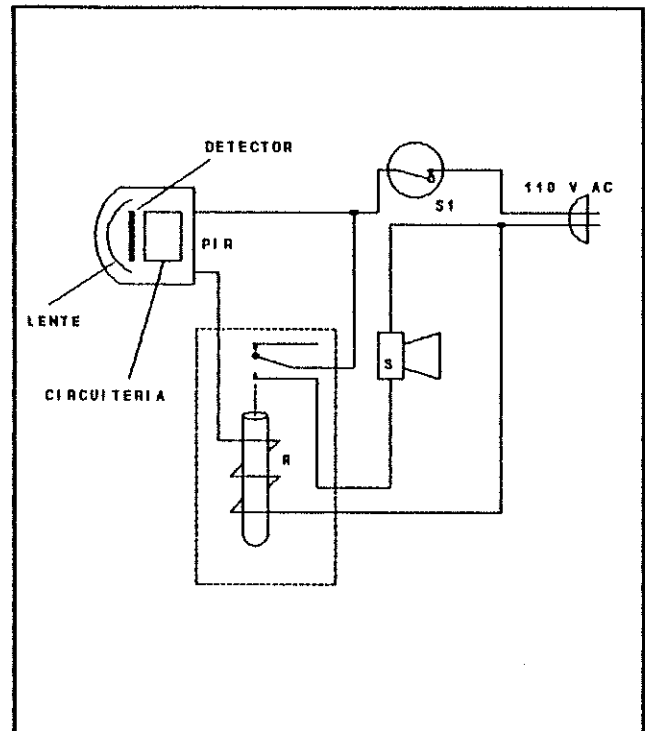 DETECTOR
110 V AC
S1
PIR
LENTE
S
CIRCUITERIA
R